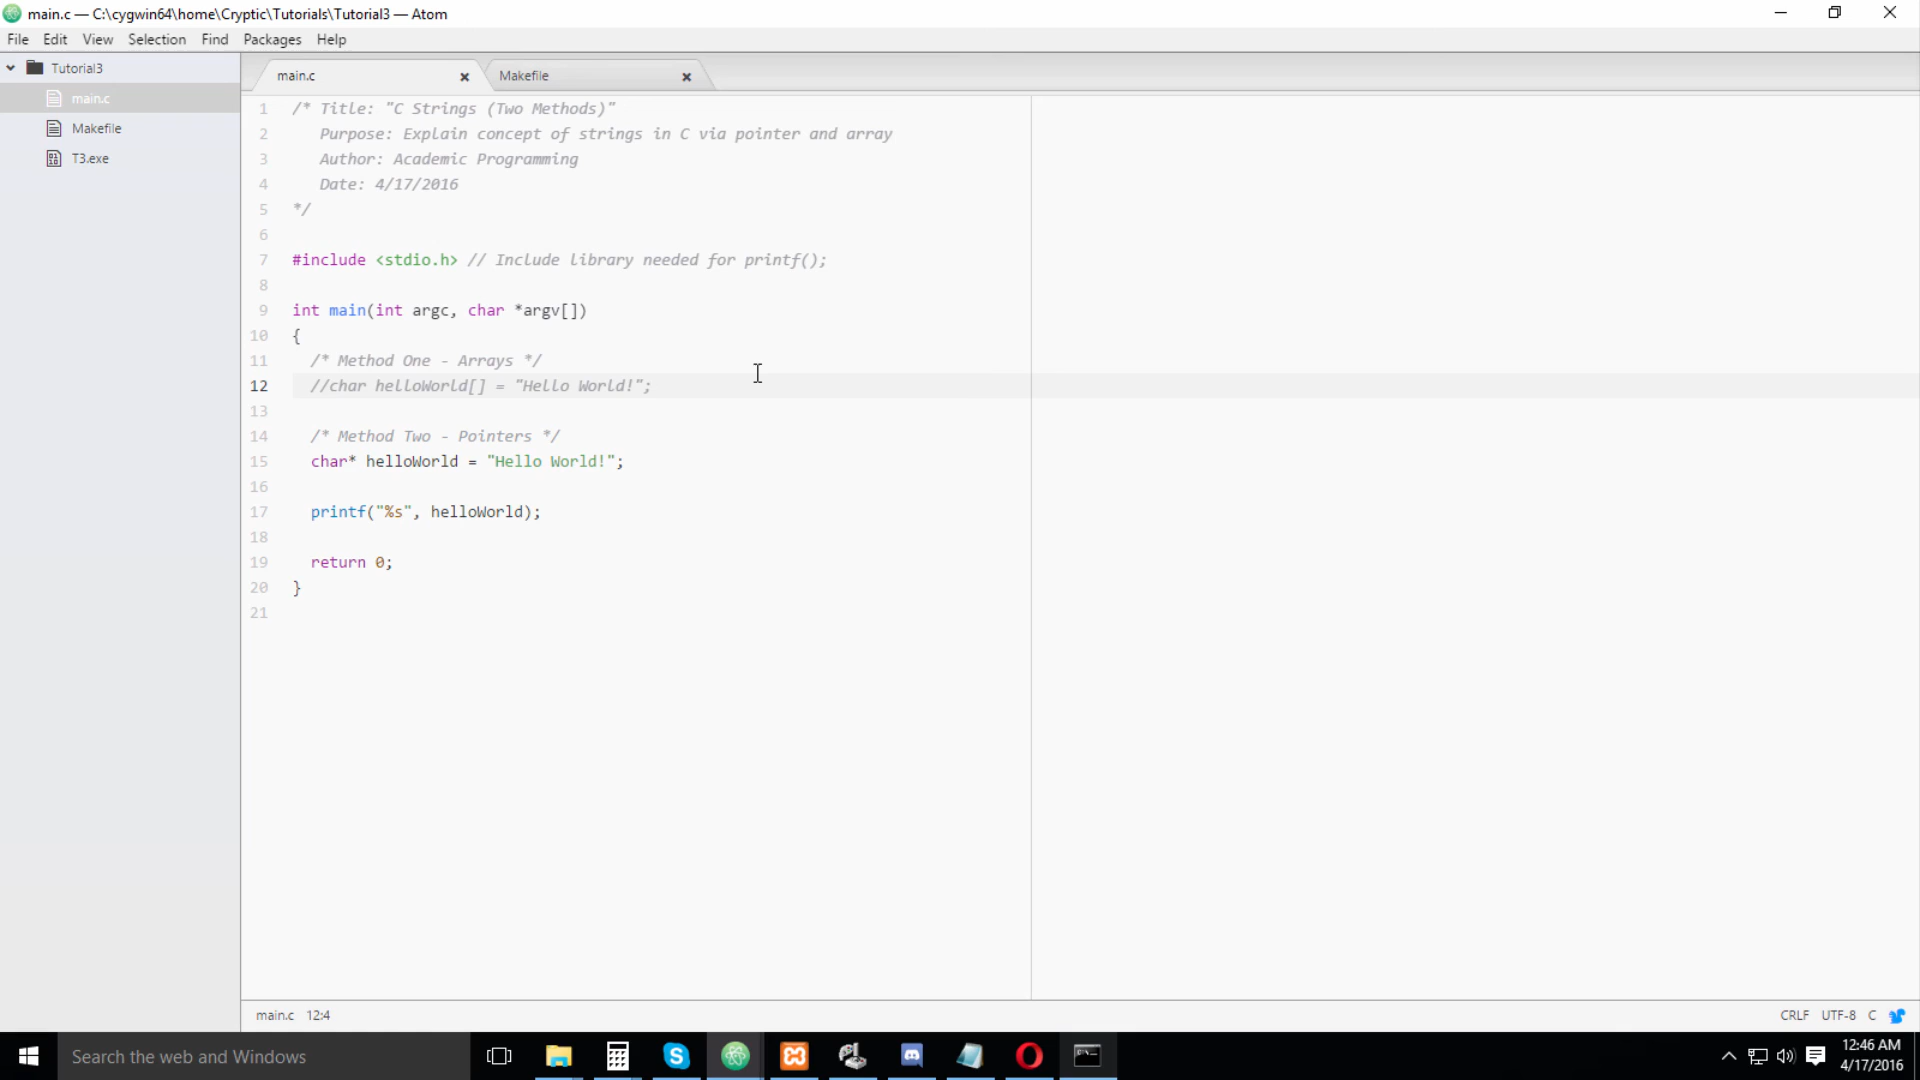 main.c — C:\cygwin64\home\Cryptic\Tutorials\Tutorial3 — Atom
File Edit View Selection Find Packages Help
Tutorial3
main.c
Makefile
T3.exe
main.c Makefile
1 /* Title: "C Strings (Two Methods)"
2 Purpose: Explain concept of strings in C via pointer and array
3 Author: Academic Programming
4 Date: 4/17/2016
5 */
6
7 #include <stdio.h> // Include library needed for printf();
8
9 int main(int argc, char *argv[])
10 {
11 /* Method One - Arrays */
12 //char helloWorld[] = "Hello World!";
13
14 /* Method Two - Pointers */
15 char* helloWorld = "Hello World!";
16
17 printf("%s", helloWorld);
18
19 return 0;
20 }
21
main.c 12:4
CRLF UTF-8 C
Search the web and Windows
12:46 AM
4/17/2016